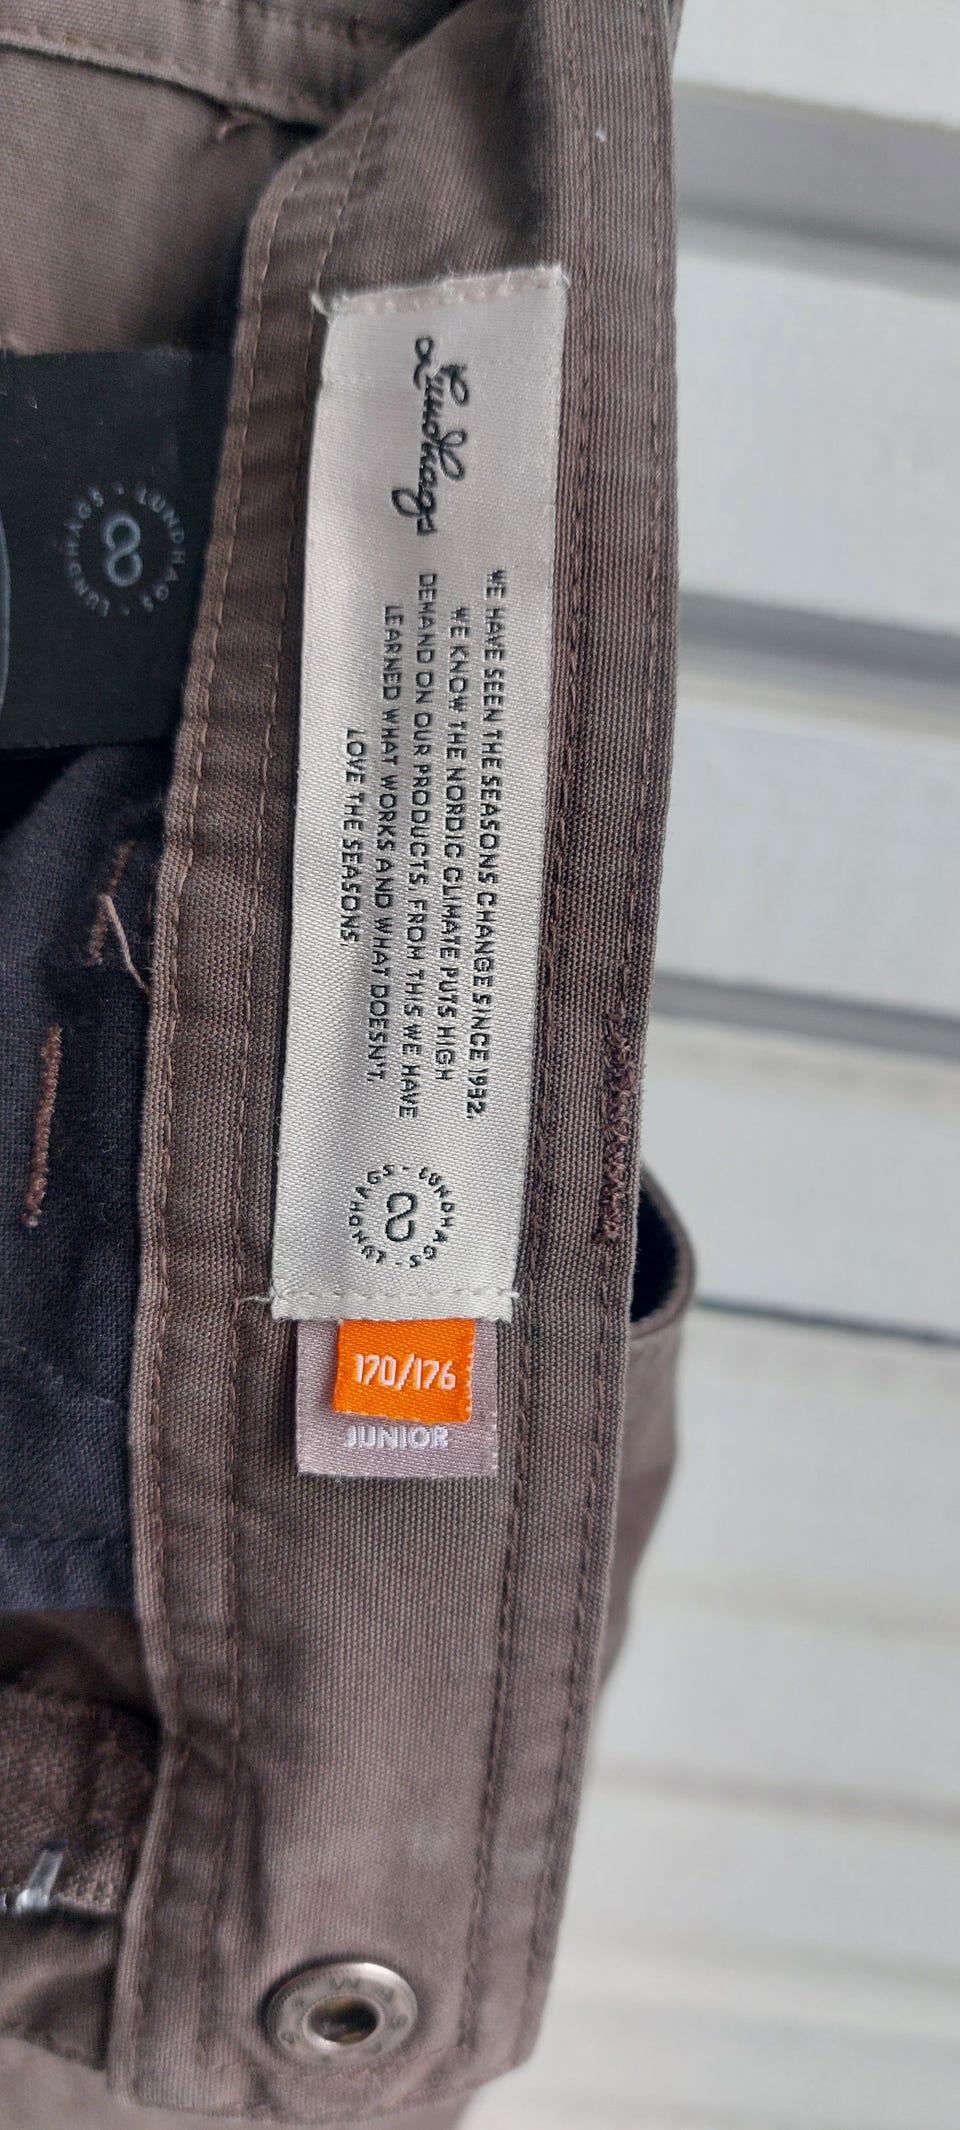 Lundhags
WE HAVE SEEN THE SEASONS CHANGE SINCE 1932.
WE KNOW THE NORDIC CLIMATE PUTS HIGH
DEMAND ON OUR PRODUCTS. FROM THIS WE HAVE
LEARNED WHAT WORKS AND WHAT DOESN'T.
LOVE THE SEASONS.
LUNDHAGS · LUNDHAGS
170/176
JUNIOR
LUNDHAGS · LUNDHAGS